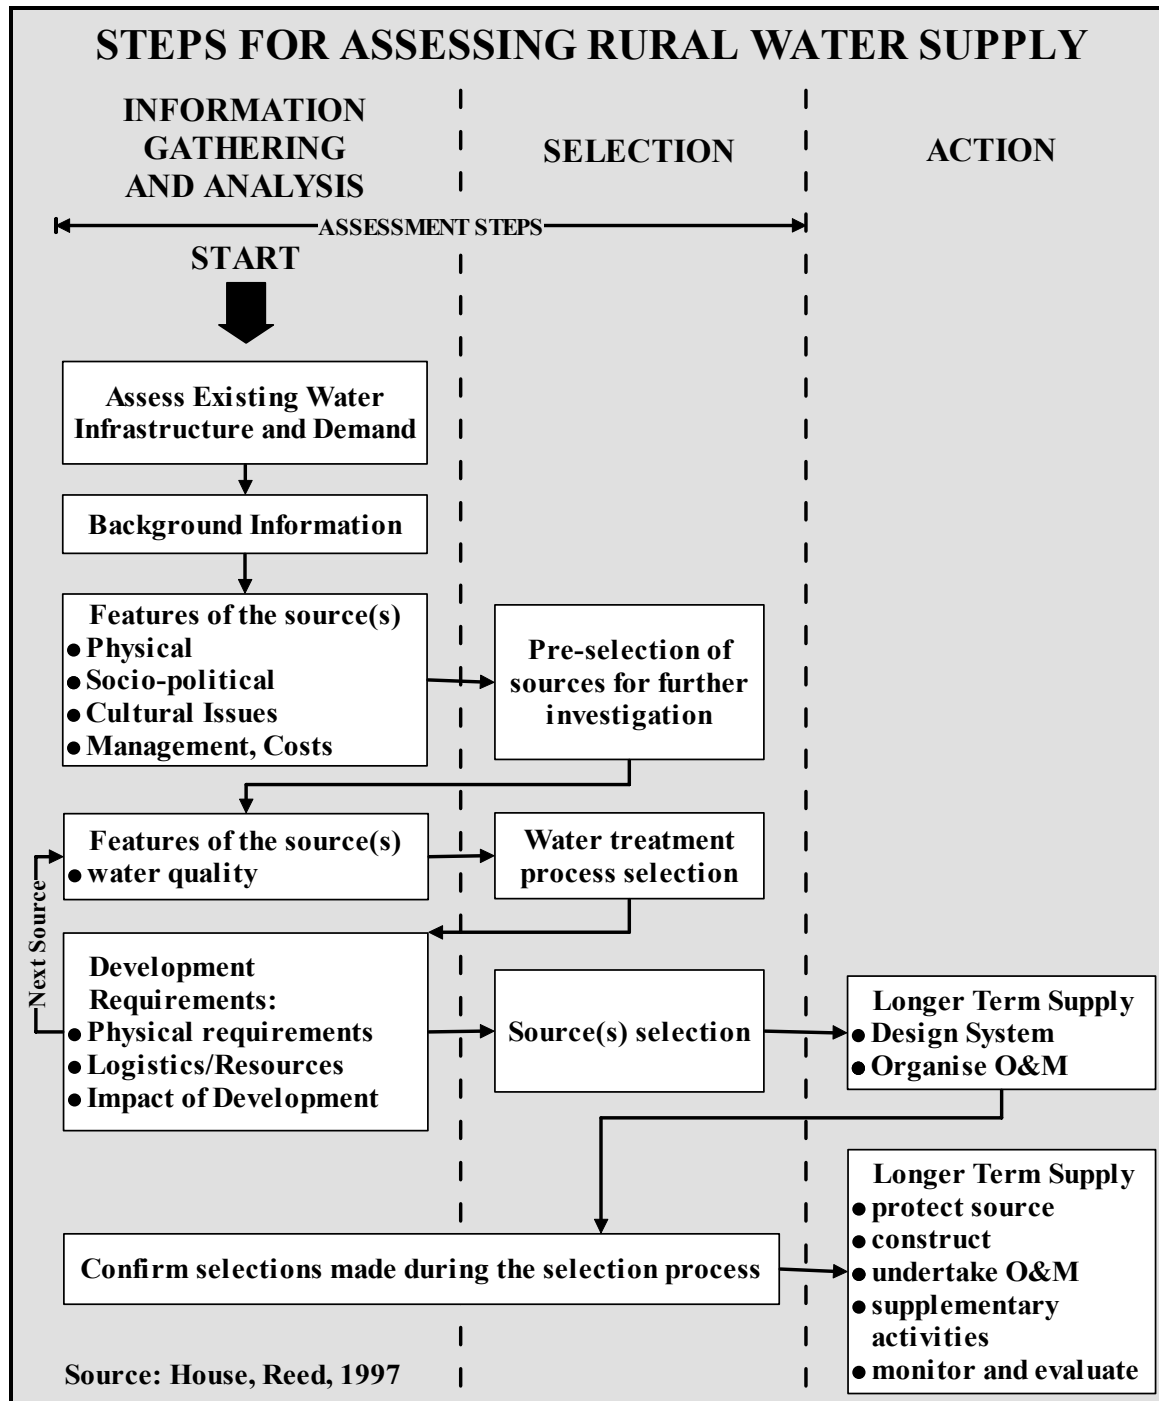 STEPS FOR ASSESSING RURAL WATER SUPPLY
INFORMATION
GATHERING
AND ANALYSIS
SELECTION
ACTION
ASSESSMENT STEPS
START
Assess Existing Water
Infrastructure and Demand
Background Information
Features of the source(s)
● Physical
● Socio-political
● Cultural Issues
● Management, Costs
Pre-selection of
sources for further
investigation
Features of the source(s)
● water quality
Water treatment
process selection
Next Source
Development
Requirements:
● Physical requirements
● Logistics/Resources
● Impact of Development
Source(s) selection
Longer Term Supply
● Design System
● Organise O&M
Confirm selections made during the selection process
Longer Term Supply
● protect source
● construct
● undertake O&M
● supplementary
activities
● monitor and evaluate
Source: House, Reed, 1997